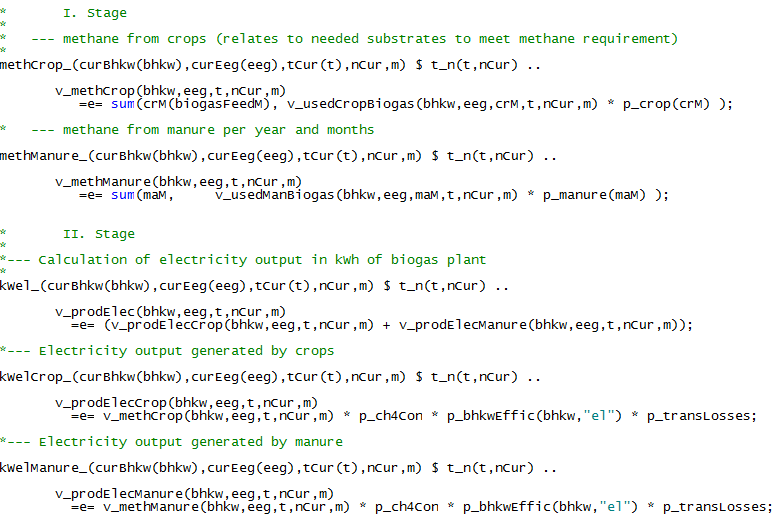 *       I. Stage
*
*   --- methane from crops (relates to needed substrates to meet methane requirement)
*
methCrop_(curBhkw(bhkw),curEeg(eeg),tCur(t),nCur,m) $ t_n(t,nCur) ..
v_methCrop(bhkw,eeg,t,nCur,m)
=e= sum(crM(biogasFeedM), v_usedCropBiogas(bhkw,eeg,crM,t,nCur,m) * p_crop(crM) );
*   --- methane from manure per year and months
methManure_(curBhkw(bhkw),curEeg(eeg),tCur(t),nCur,m) $ t_n(t,nCur) ..
v_methManure(bhkw,eeg,t,nCur,m)
=e= sum(maM,     v_usedManBiogas(bhkw,eeg,maM,t,nCur,m) * p_manure(maM) );
*       II. Stage
*
*--- Calculation of electricity output in kWh of biogas plant
*
kWel_(curBhkw(bhkw),curEeg(eeg),tCur(t),nCur,m) $ t_n(t,nCur) ..
v_prodElec(bhkw,eeg,t,nCur,m)
=e= (v_prodElecCrop(bhkw,eeg,t,nCur,m) + v_prodElecManure(bhkw,eeg,t,nCur,m));
*--- Electricity output generated by crops
kWelCrop_(curBhkw(bhkw),curEeg(eeg),tCur(t),nCur,m) $ t_n(t,nCur) ..
v_prodElecCrop(bhkw,eeg,t,nCur,m)
=e= v_methCrop(bhkw,eeg,t,nCur,m) * p_ch4Con * p_bhkwEffic(bhkw,"el") * p_transLosses;
*--- Electricity output generated by manure
kWelManure_(curBhkw(bhkw),curEeg(eeg),tCur(t),nCur,m) $ t_n(t,nCur) ..
v_prodElecManure(bhkw,eeg,t,nCur,m)
=e= v_methManure(bhkw,eeg,t,nCur,m) * p_ch4Con * p_bhkwEffic(bhkw,"el") * p_transLosses;